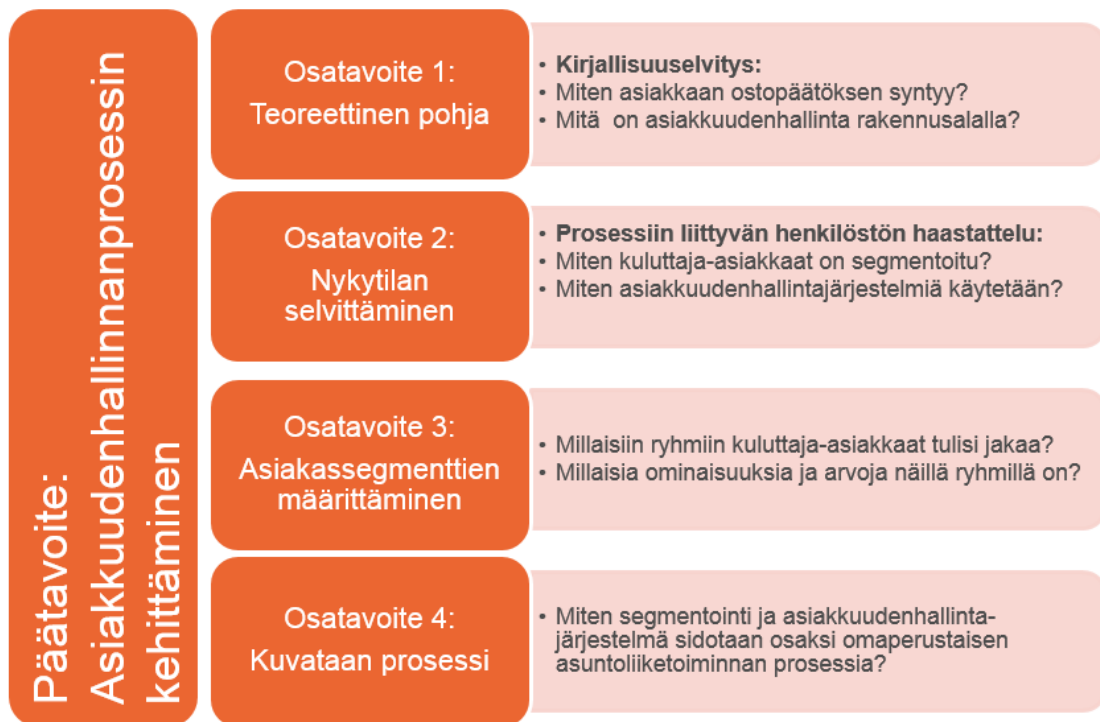 Päätavoite:
Asiakkuudenhallinnanprosessin
kehittäminen
Osatavoite 1:
Teoreettinen pohja
• Kirjallisuuselvitys:
• Miten asiakkaan ostopäätöksen syntyy?
• Mitä on asiakkuudenhallinta rakennusalalla?
Osatavoite 2:
Nykytilan
selvittäminen
• Prosessiin liittyvän henkilöstön haastattelu:
• Miten kuluttaja-asiakkaat on segmentoitu?
• Miten asiakkuudenhallintajärjestelmiä käytetään?
Osatavoite 3:
Asiakassegmenttien
määrittäminen
• Millaisiin ryhmiin kuluttaja-asiakkaat tulisi jakaa?
• Millaisia ominaisuuksia ja arvoja näillä ryhmillä on?
Osatavoite 4:
Kuvataan prosessi
• Miten segmentointi ja asiakkuudenhallinta-
järjestelmä sidotaan osaksi omaperustaisen
asuntoliiketoiminnan prosessia?